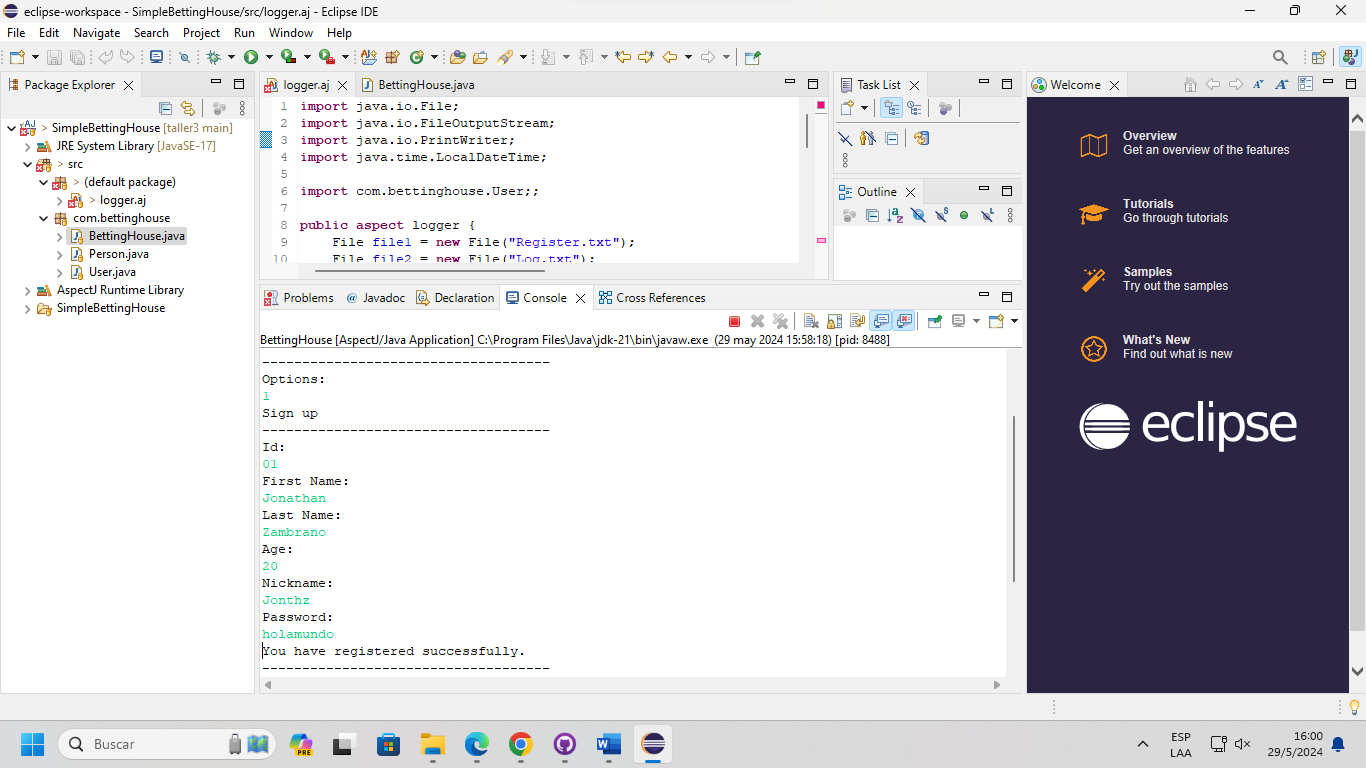 eclipse-workspace - SimpleBettingHouse/src/logger.aj - Eclipse IDE
File Edit Navigate Search Project Run Window Help
Package Explorer
> SimpleBettingHouse [taller3 main]
JRE System Library [JavaSE-17]
> src
> (default package)
> logger.aj
com.bettinghouse
BettingHouse.java
Person.java
User.java
AspectJ Runtime Library
SimpleBettingHouse
logger.aj BettingHouse.java
1 import java.io.File;
2 import java.io.FileOutputStream;
3 import java.io.PrintWriter;
4 import java.time.LocalDateTime;
5
6 import com.bettinghouse.User;;
7
8 public aspect logger {
9 File file1 = new File("Register.txt");
10 File file2 = new File("Log.txt");
Problems Javadoc Declaration Console Cross References
BettingHouse [AspectJ/Java Application] C:\Program Files\Java\jdk-21\bin\javaw.exe (29 may 2024 15:58:18) [pid: 8488]
------------------------------------
Options:
1
Sign up
------------------------------------
Id:
01
First Name:
Jonathan
Last Name:
Zambrano
Age:
20
Nickname:
Jonthz
Password:
holamundo
You have registered successfully.
------------------------------------
Task List
Outline
Welcome
Overview
Get an overview of the features
Tutorials
Go through tutorials
Samples
Try out the samples
What's New
Find out what is new
eclipse
Buscar
PRE
ESP
LAA
16:00
29/5/2024